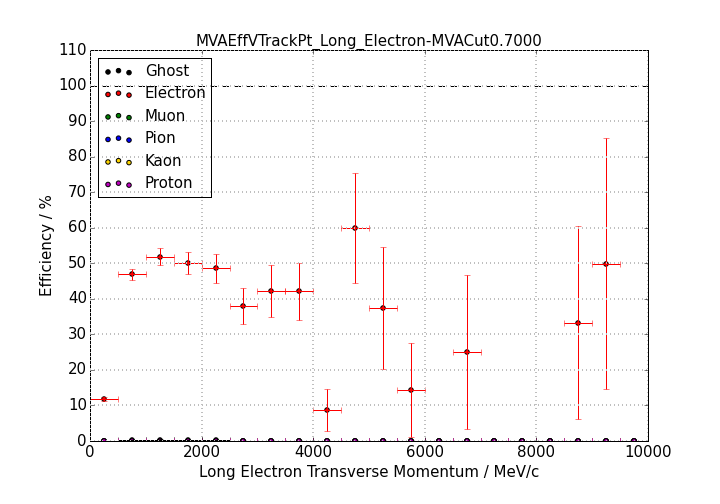 MVAEffVTrackPt_Long_Electron-MVACut0.7000
110
100
90
80
70
60
50
40
30
20
10
0
Efficiency / %
Ghost
Electron
Muon
Pion
Kaon
Proton
0 2000 4000 6000 8000 10000
Long Electron Transverse Momentum / MeV/c